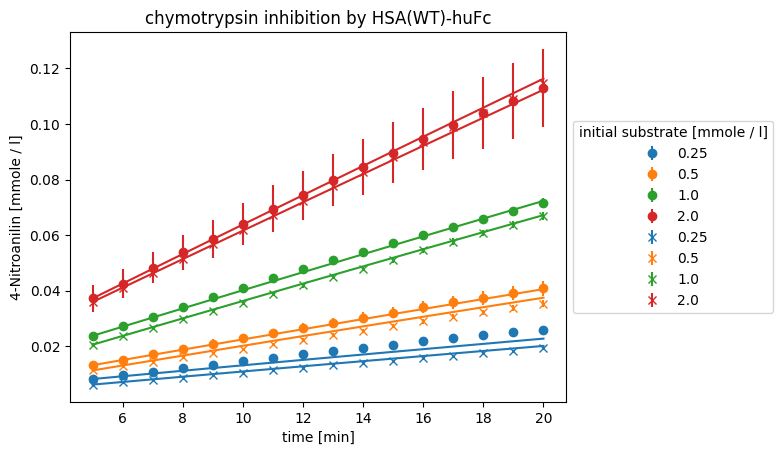 chymotrypsin inhibition by HSA(WT)-huFc
4-Nitroanilin [mmole / l]
0.12
0.10
0.08
0.06
0.04
0.02
6 8 10 12 14 16 18 20
time [min]
initial substrate [mmole / l]
0.25
0.5
1.0
2.0
0.25
0.5
1.0
2.0